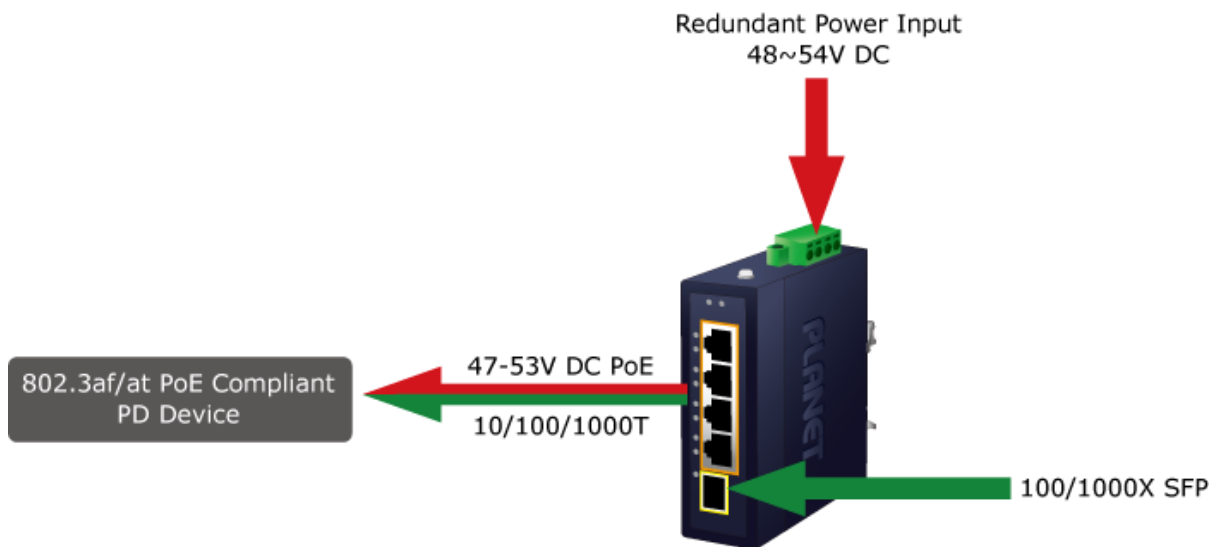 Redundant Power Input
48~54V DC
PLANET
802.3af/at PoE Compliant
PD Device
47-53V DC PoE
10/100/1000T
100/1000X SFP